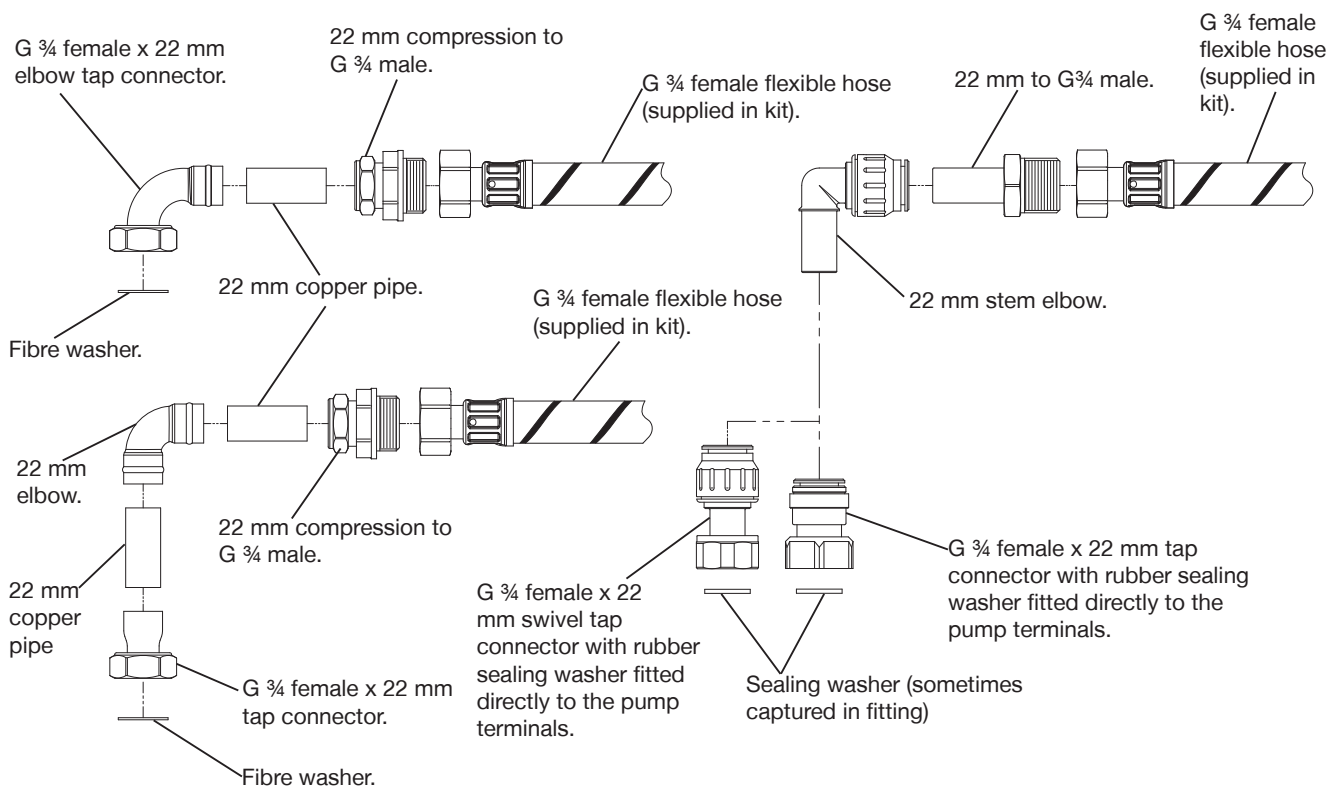 G ¾ female x 22 mm
elbow tap connector.
22 mm compression to
G ¾ male.
G ¾ female flexible hose
(supplied in kit).
22 mm to G¾ male.
G ¾ female
flexible hose
(supplied in
kit).
22 mm copper pipe.
Fibre washer.
G ¾ female flexible hose
(supplied in kit).
22 mm stem elbow.
22 mm
elbow.
22 mm compression to
G ¾ male.
22 mm
copper
pipe
G ¾ female x 22 mm
tap connector.
Fibre washer.
G ¾ female x 22
mm swivel tap
connector with rubber
sealing washer fitted
directly to the pump
terminals.
G ¾ female x 22 mm tap
connector with rubber sealing
washer fitted directly to the
pump terminals.
Sealing washer (sometimes
captured in fitting)